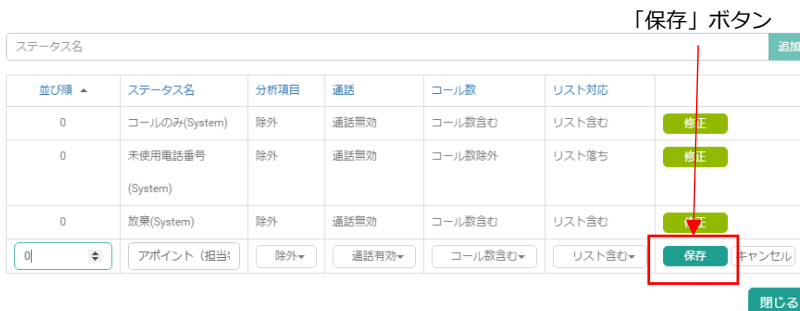 「保存」ボタン
ステータス名 追加
並び順 ステータス名 分析項目 通話 コール数 リスト対応
0 コールのみ(System) 除外 通話無効 コール数含む リスト含む 修正
0 未使用電話番号 除外 通話無効 コール数除外 リスト落ち 修正
(System)
0 放棄(System) 除外 通話無効 コール数含む リスト含む 修正
0 アポイント（担当 除外 通話有効 コール数含む リスト含む 保存 キャンセル
閉じる